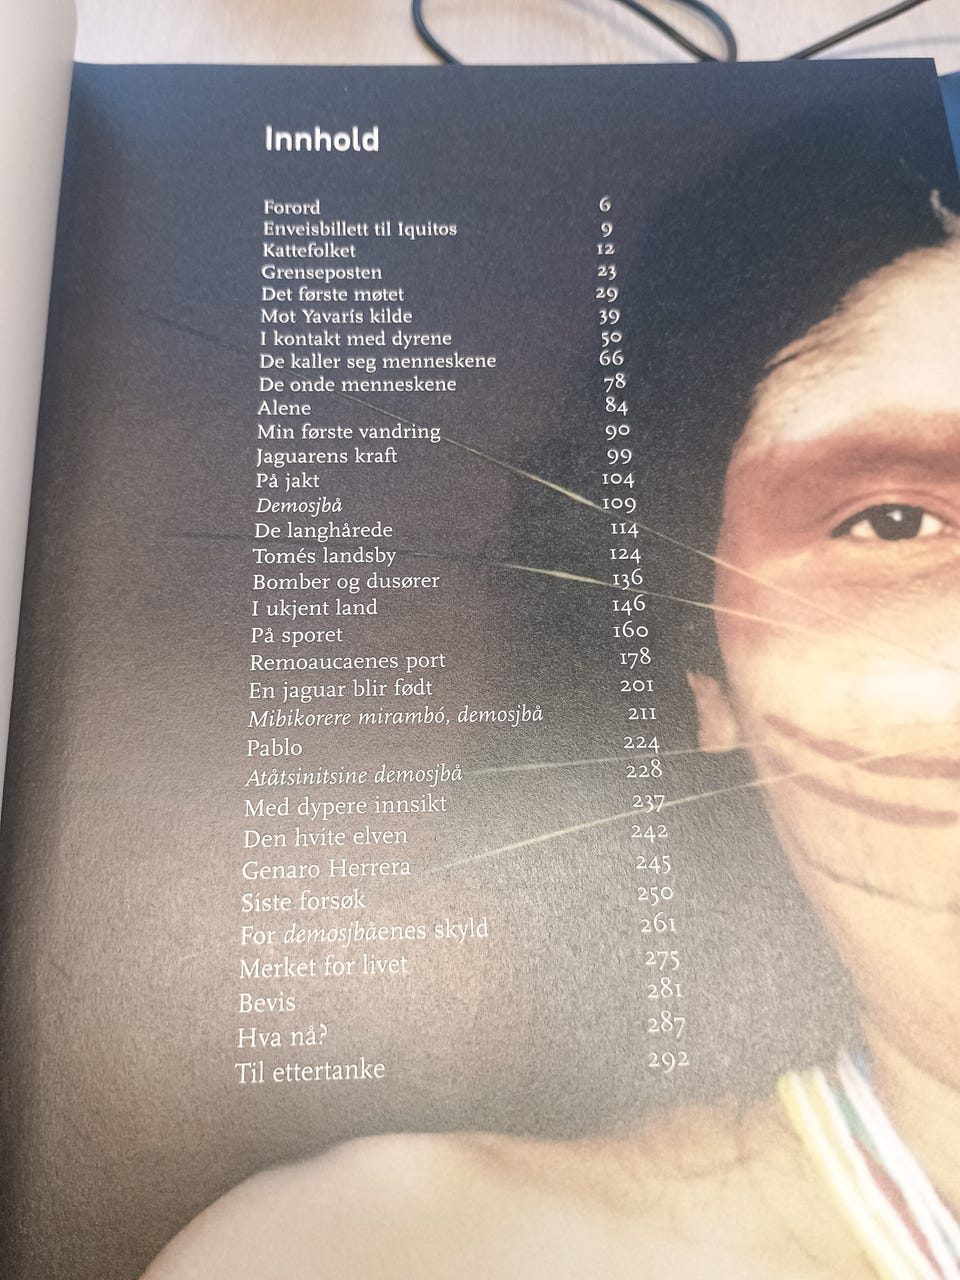 Innhold
Forord 6
Enveisbillett til Iquitos 9
Kattefolket 12
Grenseposten 23
Det første møtet 29
Mot Yavarís kilde 39
I kontakt med dyrene 50
De kaller seg menneskene 66
De onde menneskene 78
Alene 84
Min første vandring 90
Jaguarens kraft 99
På jakt 104
Demosjbå 109
De langhårede 114
Tomés landsby 124
Bomber og dusører 136
I ukjent land 146
På sporet 160
Remoaucaenes port 178
En jaguar blir født 201
Mibikorere mirambó, demosjbå 211
Pablo 224
Atåtsinitsine demosjbå 228
Med dypere innsikt 237
Den hvite elven 242
Genaro Herrera 245
Siste forsøk 250
For demosjbåenes skyld 261
Merket for livet 275
Bevis 281
Hva nå? 287
Til ettertanke 292